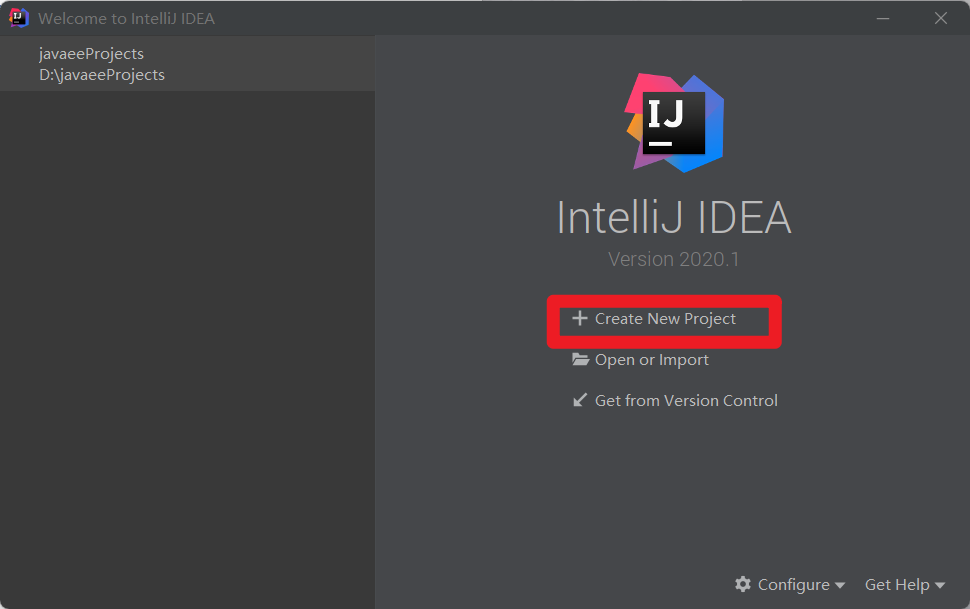 Welcome to IntelliJ IDEA
javaeeProjects
D:\javaeeProjects
IJ
IntelliJ IDEA
Version 2020.1
Create New Project
Open or Import
Get from Version Control
Configure
Get Help